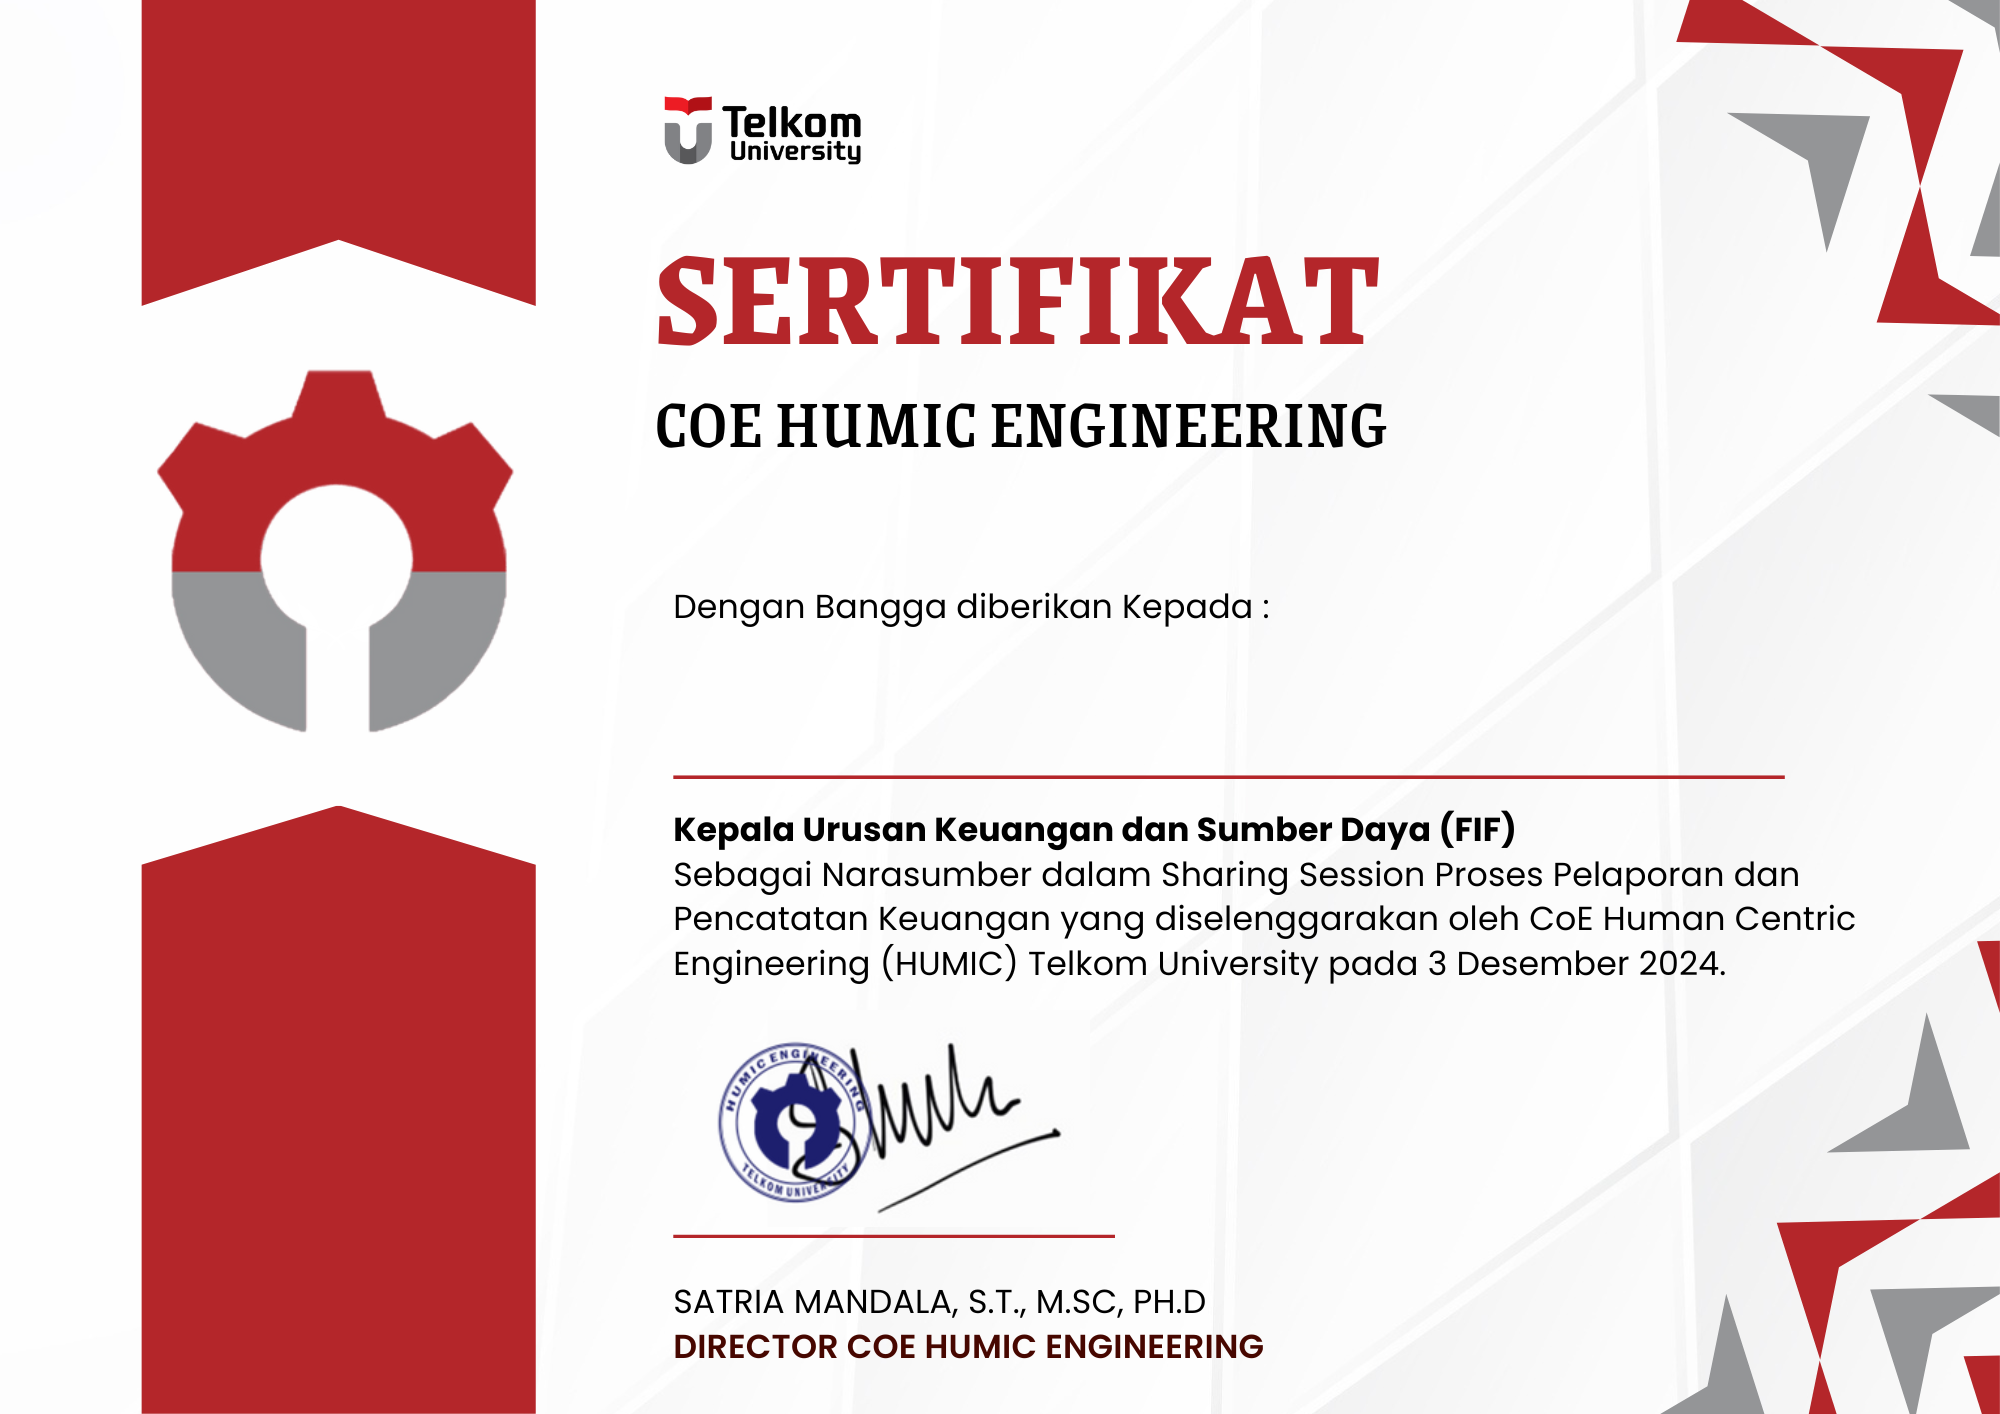 Telkom
University
SERTIFIKAT
COE HUMIC ENGINEERING
Dengan Bangga diberikan Kepada :
Kepala Urusan Keuangan dan Sumber Daya (FIF)
Sebagai Narasumber dalam Sharing Session Proses Pelaporan dan
Pencatatan Keuangan yang diselenggarakan oleh CoE Human Centric
Engineering (HUMIC) Telkom University pada 3 Desember 2024.
HUMIC ENGINEERING
TELKOM UNIVERSITY
SATRIA MANDALA, S.T., M.SC, PH.D
DIRECTOR COE HUMIC ENGINEERING